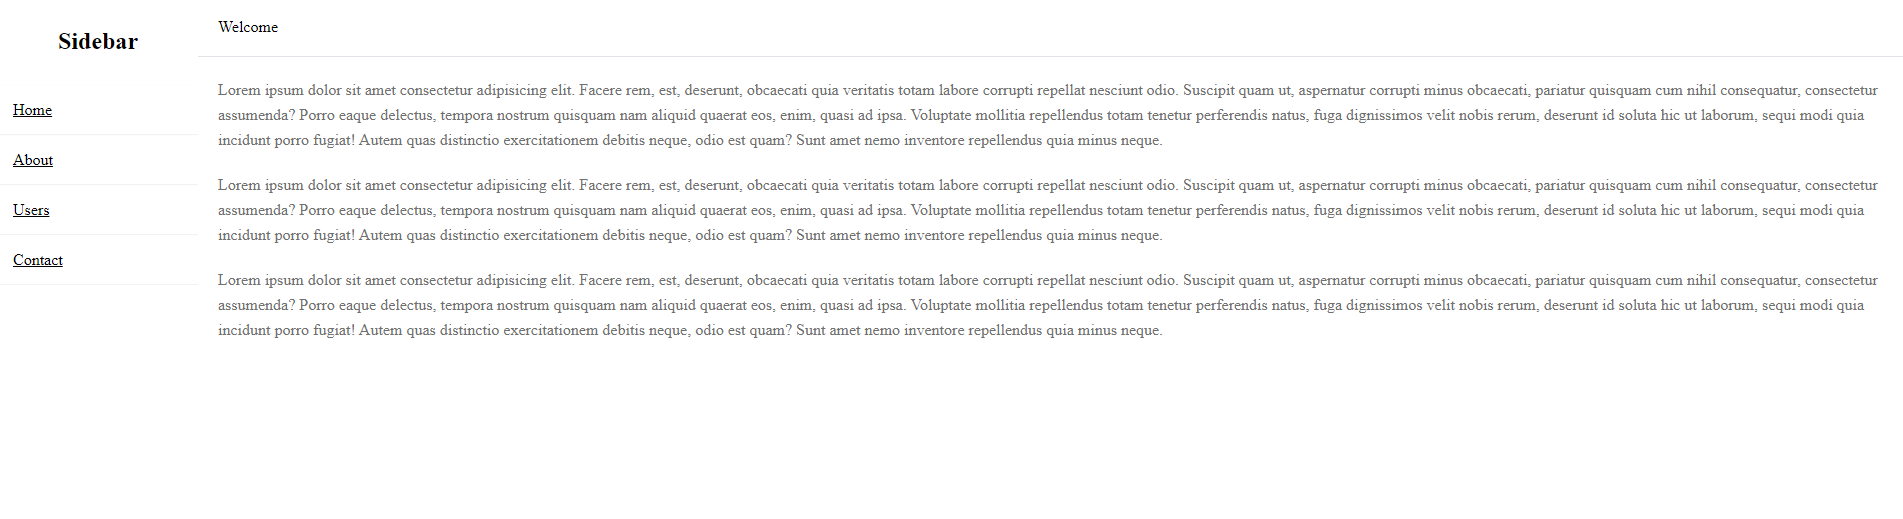 Sidebar
Home
About
Users
Contact
Welcome
Lorem ipsum dolor sit amet consectetur adipisicing elit. Facere rem, est, deserunt, obcaecati quia veritatis totam labore corrupti repellat nesciunt odio. Suscipit quam ut, aspernatur corrupti minus obcaecati, pariatur quisquam cum nihil consequatur, consectetur
assumenda? Porro eaque delectus, tempora nostrum quisquam nam aliquid quaerat eos, enim, quasi ad ipsa. Voluptate mollitia repellendus totam tenetur perferendis natus, fuga dignissimos velit nobis rerum, deserunt id soluta hic ut laborum, sequi modi quia
incidunt porro fugiat! Autem quas distinctio exercitationem debitis neque, odio est quam? Sunt amet nemo inventore repellendus quia minus neque.
Lorem ipsum dolor sit amet consectetur adipisicing elit. Facere rem, est, deserunt, obcaecati quia veritatis totam labore corrupti repellat nesciunt odio. Suscipit quam ut, aspernatur corrupti minus obcaecati, pariatur quisquam cum nihil consequatur, consectetur
assumenda? Porro eaque delectus, tempora nostrum quisquam nam aliquid quaerat eos, enim, quasi ad ipsa. Voluptate mollitia repellendus totam tenetur perferendis natus, fuga dignissimos velit nobis rerum, deserunt id soluta hic ut laborum, sequi modi quia
incidunt porro fugiat! Autem quas distinctio exercitationem debitis neque, odio est quam? Sunt amet nemo inventore repellendus quia minus neque.
Lorem ipsum dolor sit amet consectetur adipisicing elit. Facere rem, est, deserunt, obcaecati quia veritatis totam labore corrupti repellat nesciunt odio. Suscipit quam ut, aspernatur corrupti minus obcaecati, pariatur quisquam cum nihil consequatur, consectetur
assumenda? Porro eaque delectus, tempora nostrum quisquam nam aliquid quaerat eos, enim, quasi ad ipsa. Voluptate mollitia repellendus totam tenetur perferendis natus, fuga dignissimos velit nobis rerum, deserunt id soluta hic ut laborum, sequi modi quia
incidunt porro fugiat! Autem quas distinctio exercitationem debitis neque, odio est quam? Sunt amet nemo inventore repellendus quia minus neque.